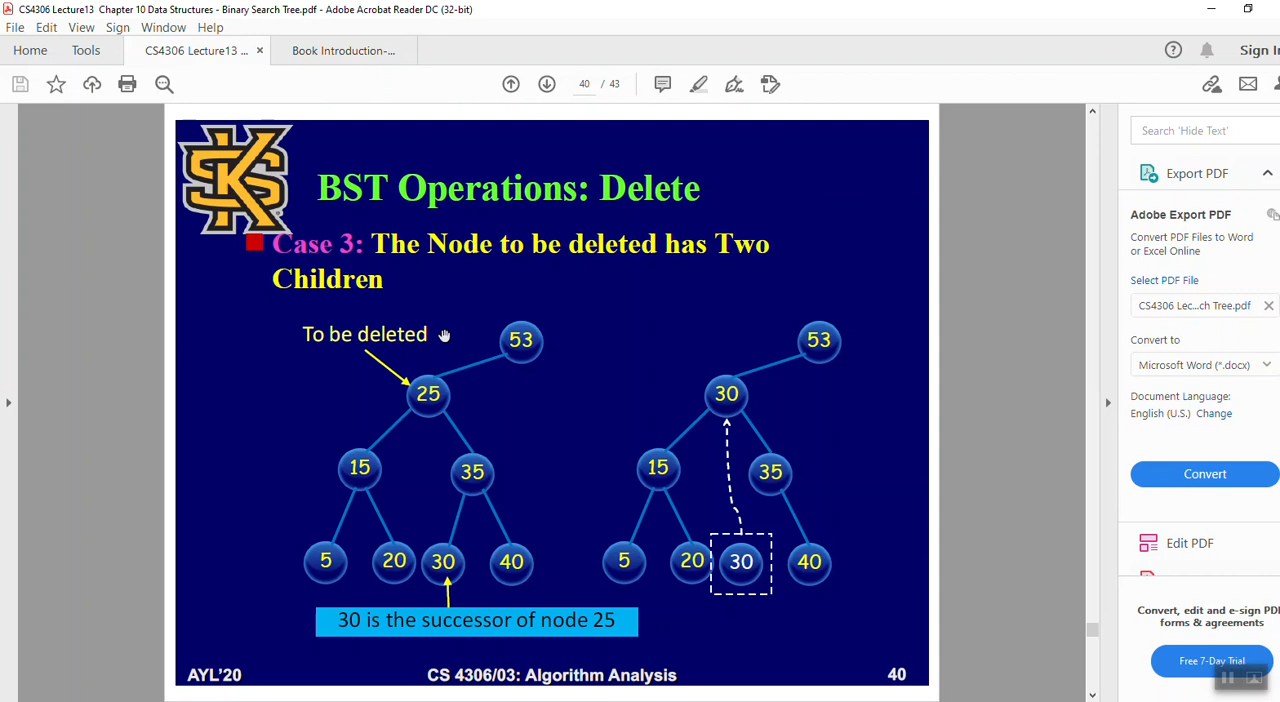 CS4306 Lecture13 Chapter 10 Data Structures - Binary Search Tree.pdf - Adobe Acrobat Reader DC (32-bit)
File Edit View Sign Window Help
Home Tools CS4306 Lecture13 ... × Book Introduction-... Sign In
40 / 43
BST Operations: Delete
Case 3: The Node to be deleted has Two
Children
To be deleted
53
53
25
30
15
35
15
35
5
20
30
40
5
20
30
40
30 is the successor of node 25
AYL'20
CS 4306/03: Algorithm Analysis
40
Search 'Hide Text'
Export PDF
Adobe Export PDF
Convert PDF Files to Word
or Excel Online
Select PDF File
CS4306 Lec...ch Tree.pdf
Convert to
Microsoft Word (*.docx)
Document Language:
English (U.S.) Change
Convert
Edit PDF
Convert, edit and e-sign PDF
forms & agreements
Free 7-Day Trial